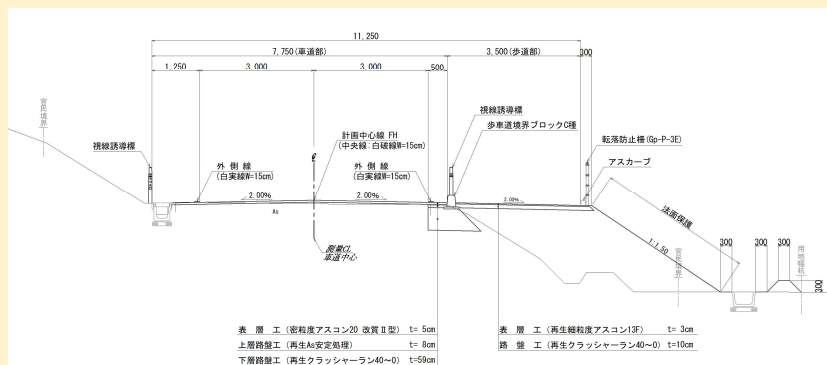 11,250
7,750(車道部)
3,500(歩道部)
300
1,250
3,000
3,000
500
官民境界
視線誘導標
計画中心線 FH
(中央線:白破線W=15cm)
視線誘導標
歩車道境界ブロックC種
転落防止柵(Gp-P-3E)
アスカーブ
外 側 線
(白実線W=15cm)
外 側 線
(白実線W=15cm)
2.00%
2.00%
2.00%
As
法面保護
1:1.50
測量CL
車道中心
官民境界
用地幅杭
300
300
300
300
表 層 工(密粒度アスコン20 改質Ⅱ型) t= 5cm
上層路盤工(再生As安定処理) t= 8cm
下層路盤工(再生クラッシャーラン40~0) t=59cm
表 層 工(再生細粒度アスコン13F) t= 3cm
路 盤 工(再生クラッシャーラン40~0) t=10cm